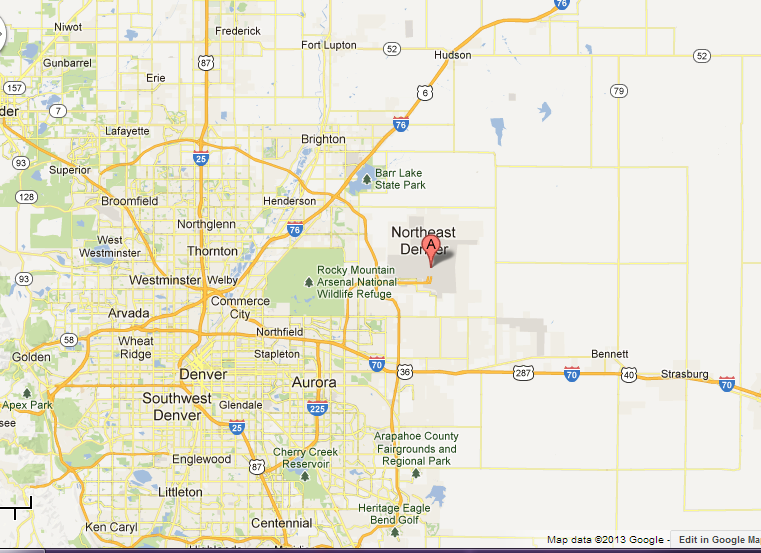 76
Niwot
Frederick
87
Fort Lupton
52
Hudson
52
Gunbarrel
Erie
157
6
79
7
der
Lafayette
76
Brighton
25
93
Superior
Barr Lake
State Park
128
Broomfield
Henderson
Northglenn
76
Northeast
Denver
A
West
Westminster
Thornton
93
Westminster
Welby
Rocky Mountain
Arsenal National
Wildlife Refuge
Commerce
City
Arvada
58
Wheat
Ridge
Northfield
Golden
Stapleton
70
36
287
70
Bennett
40
Strasburg
70
Denver
Aurora
Apex Park
Southwest
Denver
Glendale
225
see
25
Arapahoe County
Fairgrounds and
Regional Park
Englewood
87
Cherry Creek
Reservoir
Littleton
Heritage Eagle
Bend Golf
Ken Caryl
Centennial
Map data ©2013 Google -
Edit in Google Ma